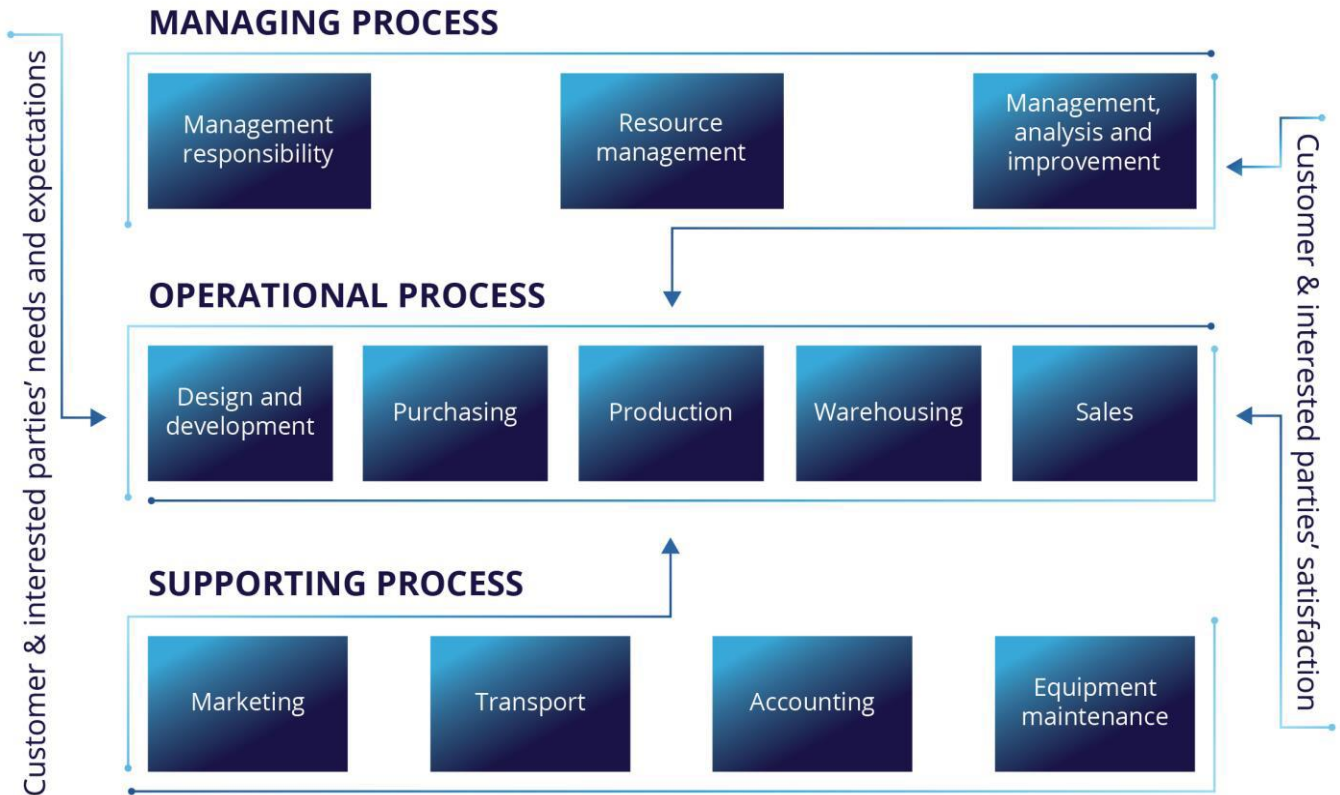 MANAGING PROCESS
Management
responsibility
Resource
management
Management,
analysis and
improvement
OPERATIONAL PROCESS
Design and
development
Purchasing
Production
Warehousing
Sales
SUPPORTING PROCESS
Marketing
Transport
Accounting
Equipment
maintenance
Customer & interested parties’ needs and expectations
Customer & interested parties’ satisfaction